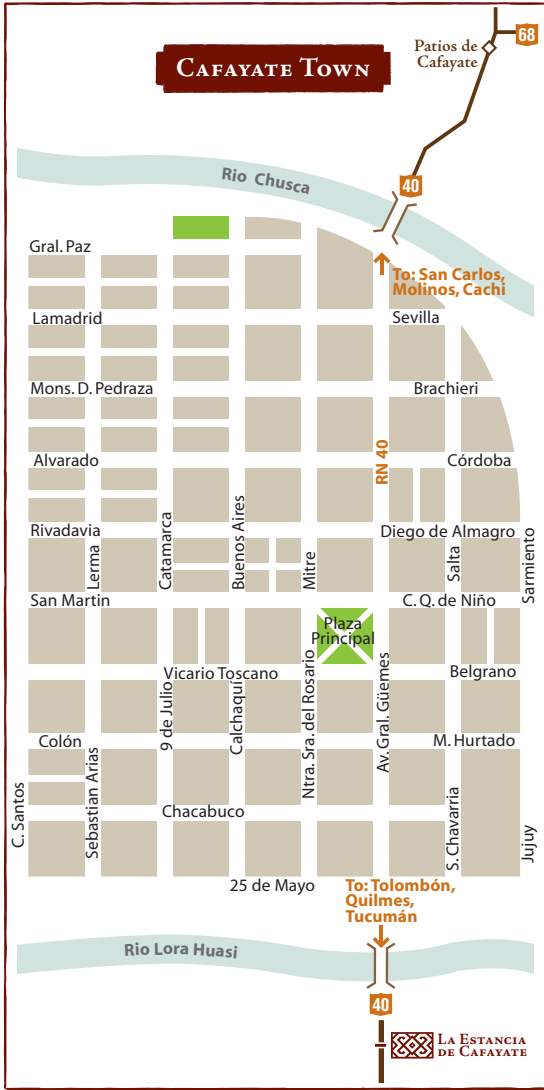 CAFAYATE TOWN
Patios de
Cafayate
68
40
Rio Chusca
Gral. Paz
To: San Carlos,
Molinos, Cachi
Lamadrid
Sevilla
Mons. D. Pedraza
Brachieri
Alvarado
RN 40
Córdoba
Rivadavia
Diego de Almagro
Lerma
Catamarca
Buenos Aires
Mitre
Salta
Sarmiento
San Martin
C. Q. de Niño
Plaza
Principal
Vicario Toscano
Belgrano
9 de Julio
Calchaquí
Ntra. Sra. del Rosario
Av. Gral. Güemes
Colón
M. Hurtado
C. Santos
Sebastian Arias
Chacabuco
S. Chavarria
Jujuy
25 de Mayo
To: Tolombón,
Quilmes,
Tucumán
Rio Lora Huasi
40
LA ESTANCIA
DE CAFAYATE